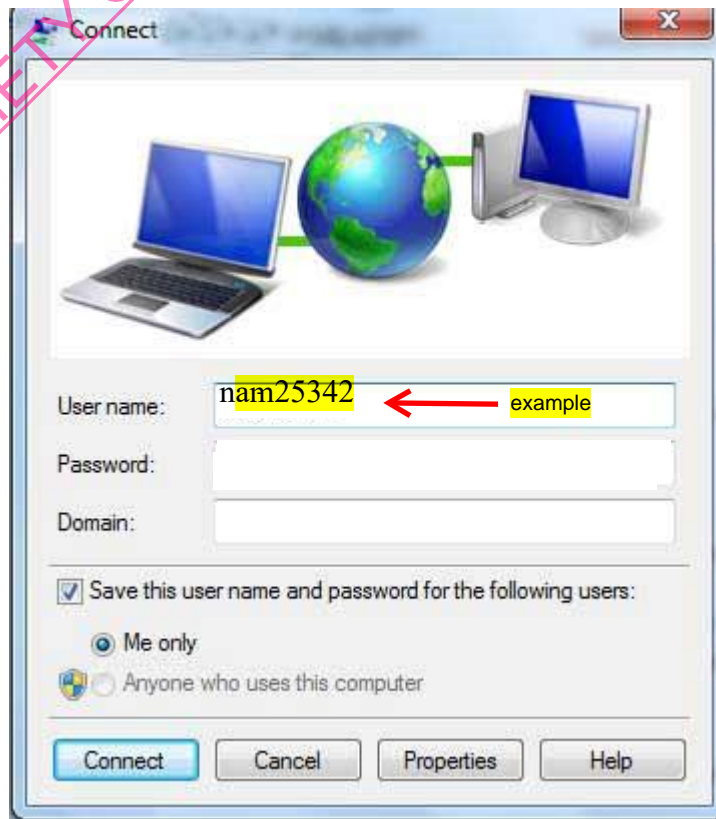 Connect
User name: nam25342 example
Password:
Domain:
Save this user name and password for the following users:
Me only
Anyone who uses this computer
Connect Cancel Properties Help